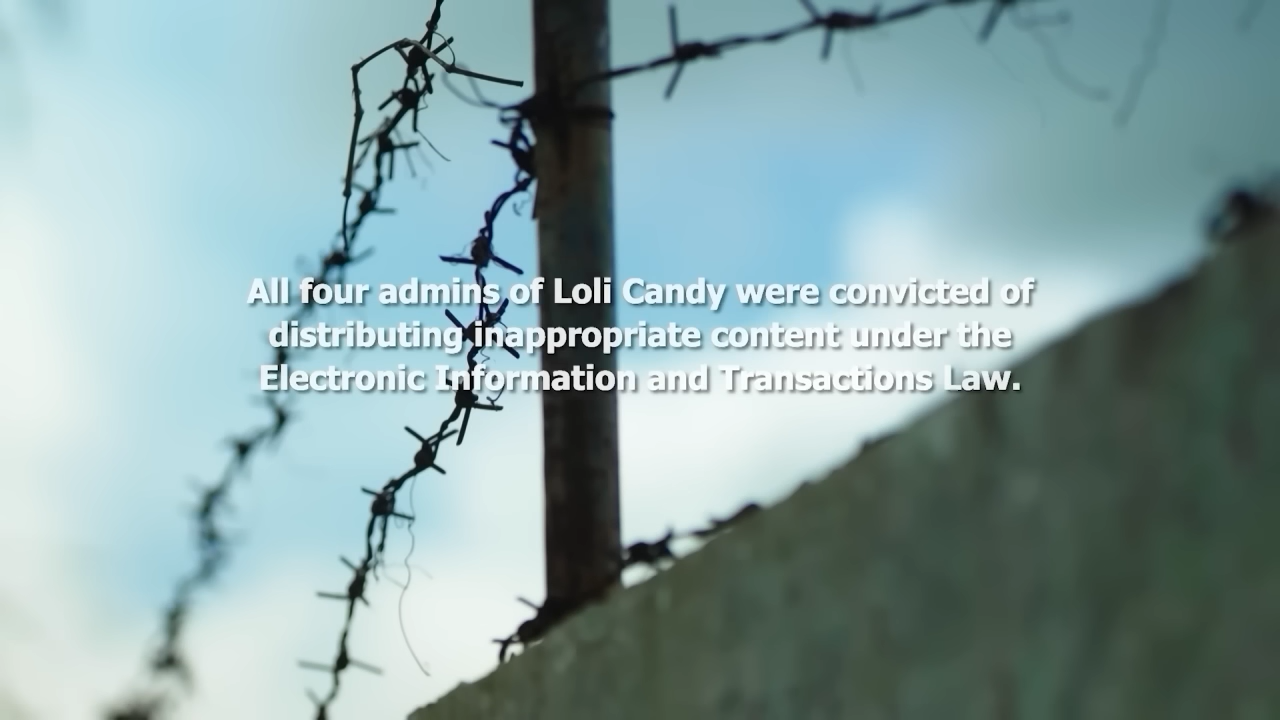 All four admins of Loli Candy were convicted of
distributing inappropriate content under the
Electronic Information and Transactions Law.